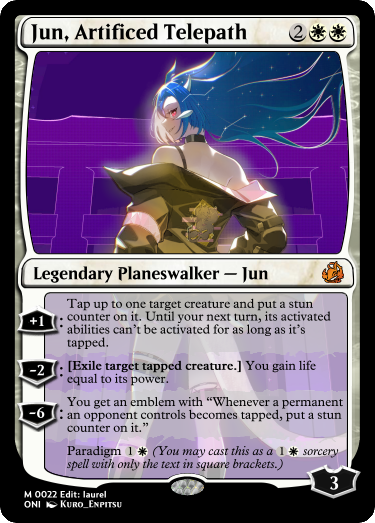 Jun, Artificed Telepath 2
Legendary Planeswalker — Jun
+1 Tap up to one target creature and put a stun
counter on it. Until your next turn, its activated
abilities can't be activated for as long as it's
tapped.
-2 [Exile target tapped creature.] You gain life
equal to its power.
-6 You get an emblem with “Whenever a permanent
an opponent controls becomes tapped, put a stun
counter on it.”
Paradigm 1 (You may cast this as a 1 sorcery
spell with only the text in square brackets.)
3
M 0022 Edit: laurel
ONI Kuro_Enpitsu